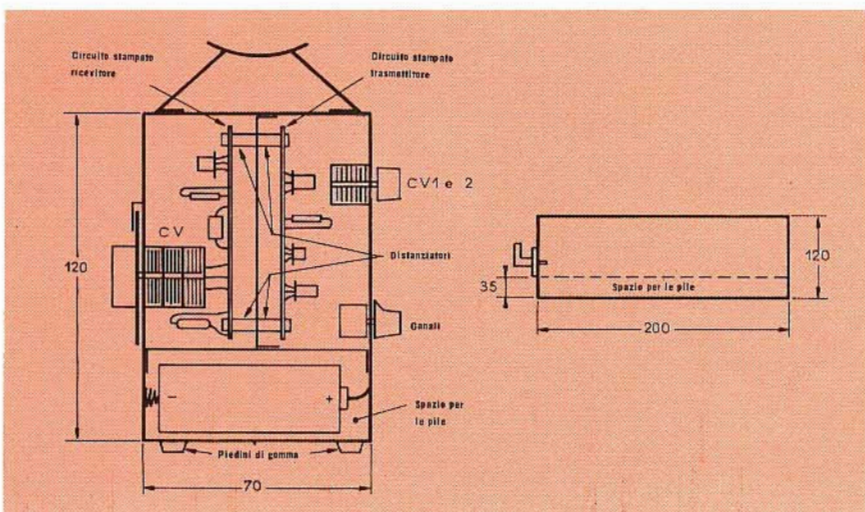 Circuito stampato
ricevitore
Circuito stampato
trasmettitore
CV1 e 2
CV
Distanziatori
120
Canali
- +
Spazio per
le pile
Piedini di gomma
70
120
35
Spazio per le pile
200